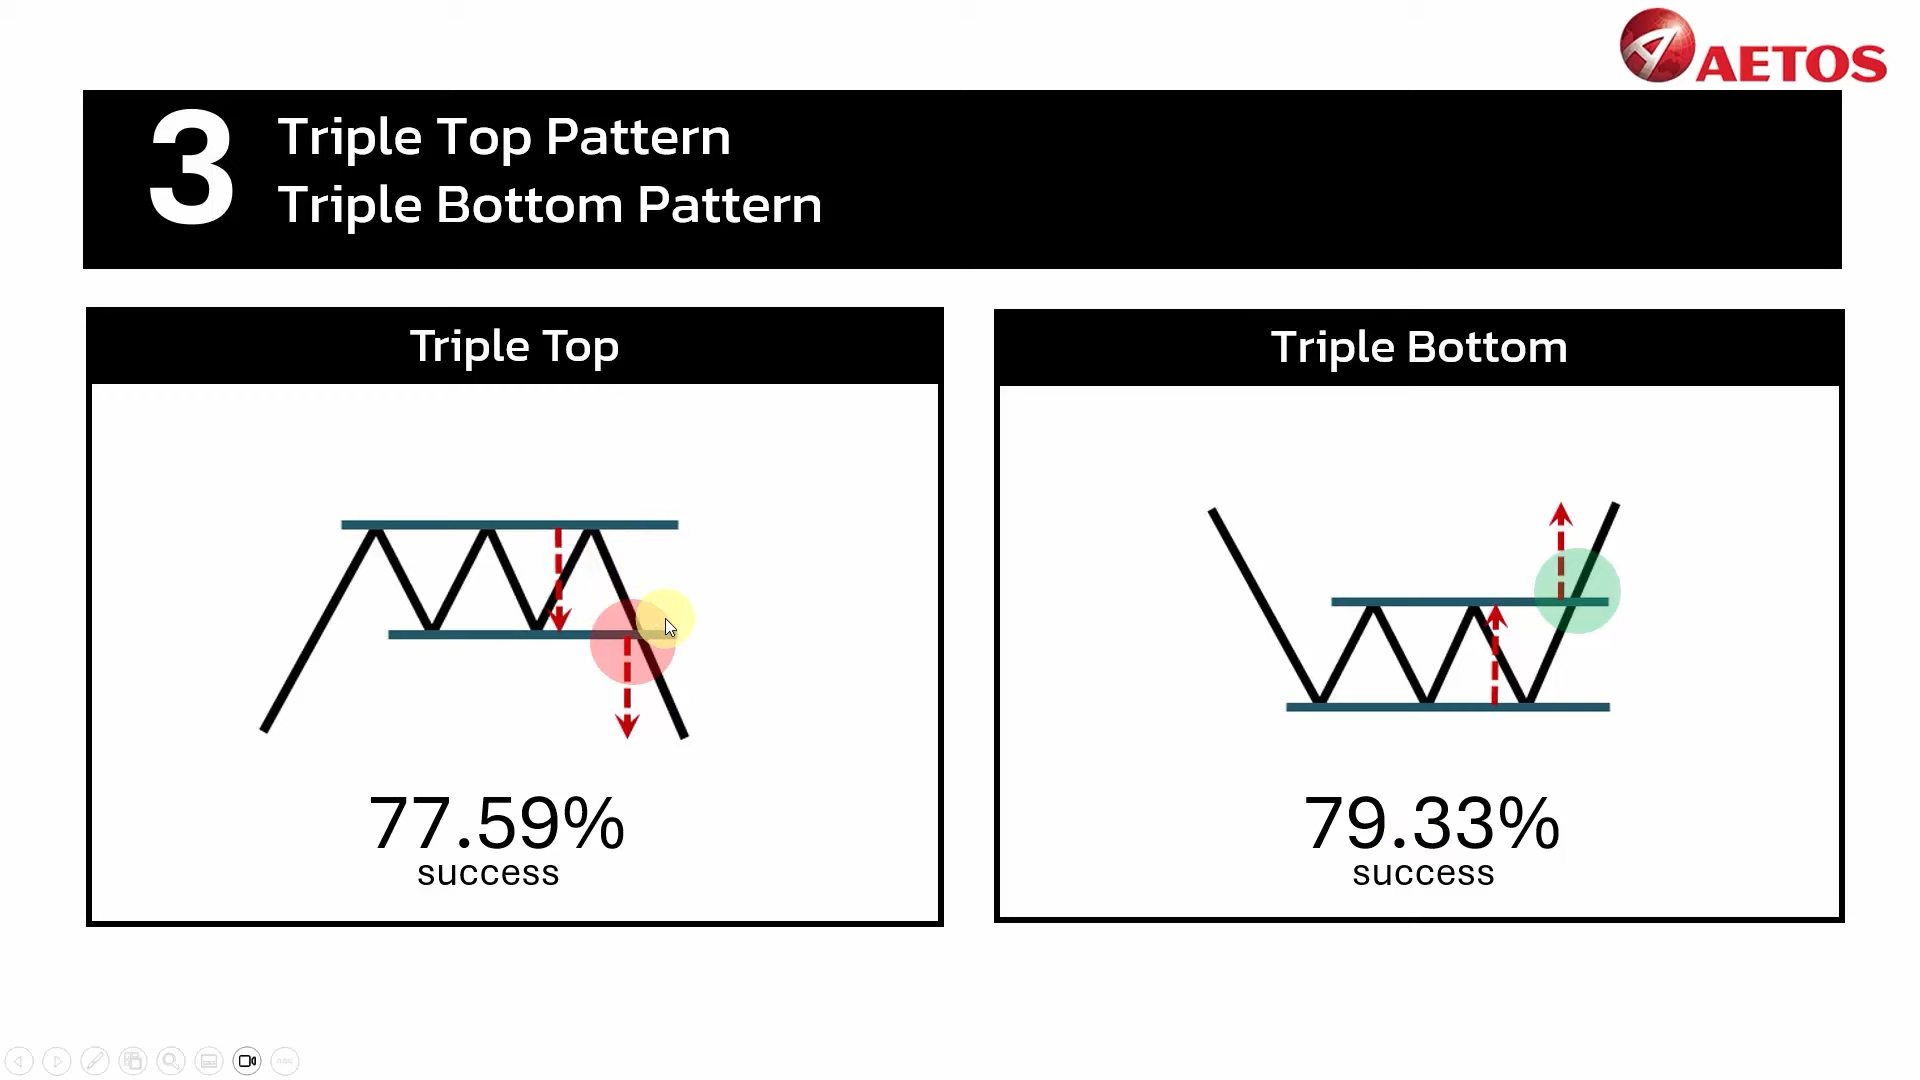 AETOS
3
Triple Top Pattern
Triple Bottom Pattern
Triple Top
Triple Bottom
77.59%
success
79.33%
success